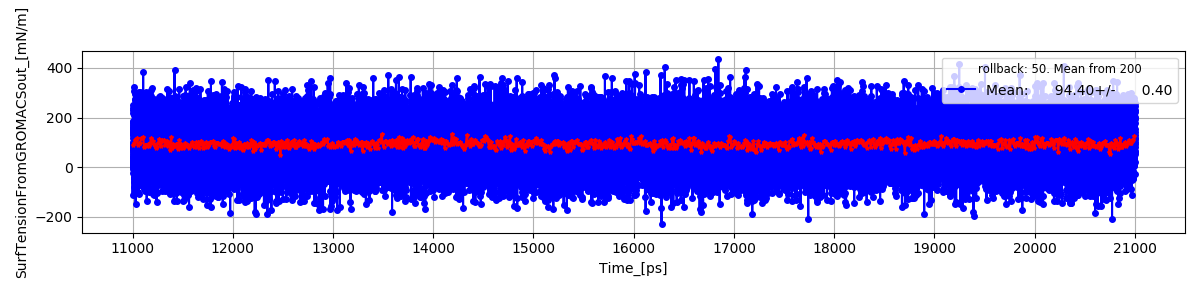 SurfTensionFromGROMACSout_[mN/m]
400
200
0
−200
rollback: 50. Mean from 200
Mean: 94.40+/- 0.40
11000 12000 13000 14000 15000 16000 17000 18000 19000 20000 21000
Time_[ps]